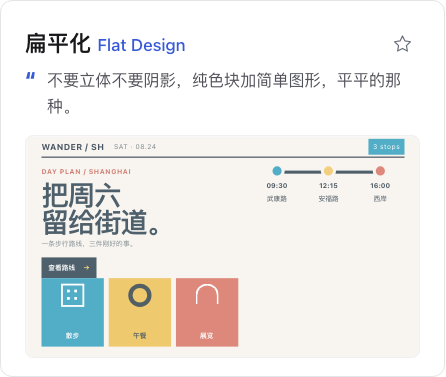 扁平化 Flat Design
“ 不要立体不要阴影，纯色块加简单图形，平平的那
种。
WANDER / SH SAT · 08.24 3 stops
DAY PLAN / SHANGHAI
把周六
留给街道。
一条步行路线，三件刚好的事。
查看路线 →
09:30 12:15 16:00
武康路 安福路 西岸
散步 午餐 展览